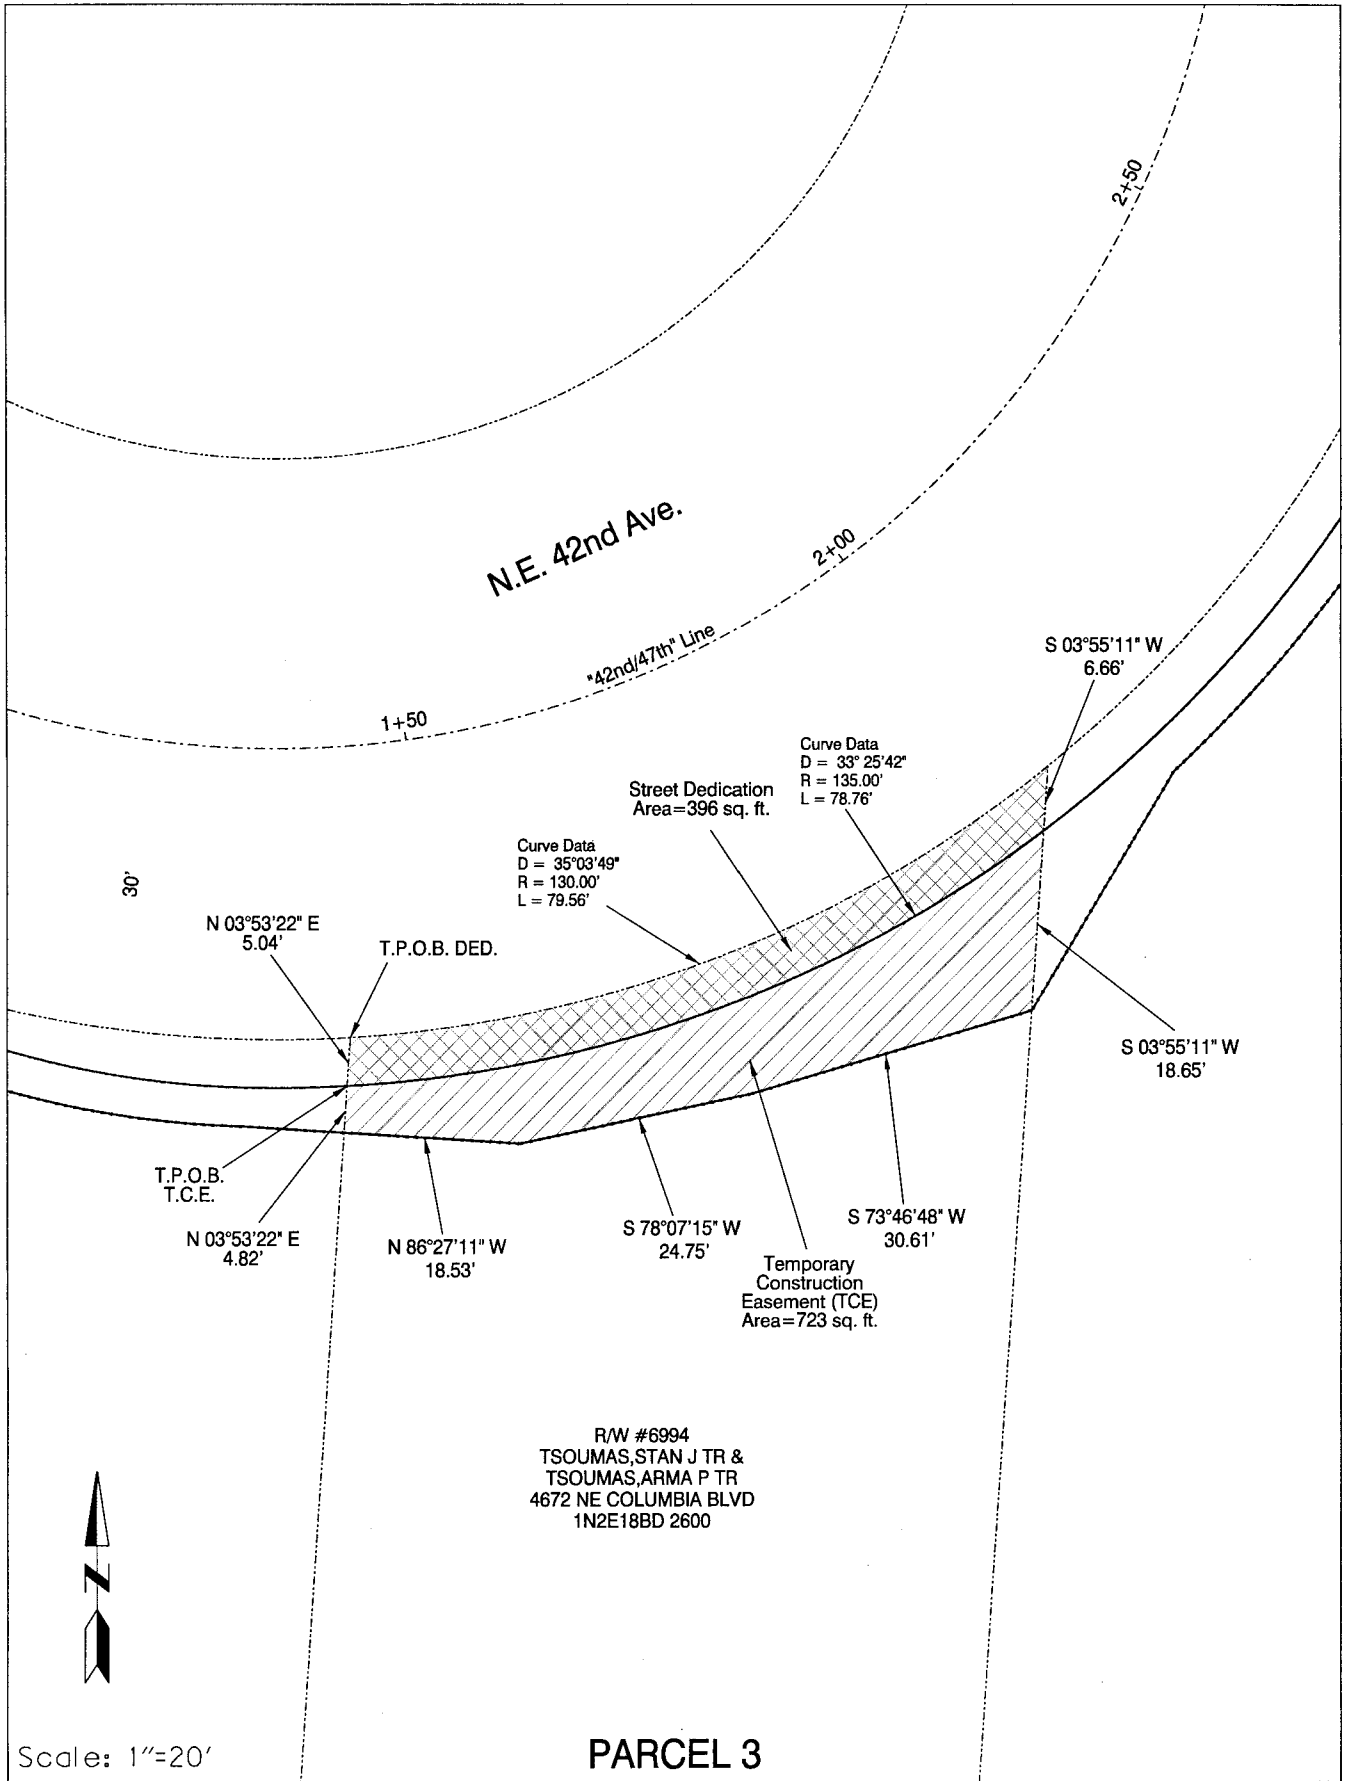 2+50
N.E. 42nd Ave.
2+00
"42nd/47th" Line
S 03°55'11" W
6.66'
1+50
Curve Data
D = 33° 25'42"
R = 135.00'
L = 78.76'
Street Dedication
Area=396 sq. ft.
Curve Data
D = 35°03'49"
R = 130.00'
L = 79.56'
30'
N 03°53'22" E
5.04'
T.P.O.B. DED.
S 03°55'11" W
18.65'
T.P.O.B.
T.C.E.
N 03°53'22" E
4.82'
N 86°27'11" W
18.53'
S 78°07'15" W
24.75'
S 73°46'48" W
30.61'
Temporary
Construction
Easement (TCE)
Area=723 sq. ft.
R/W #6994
TSOUMAS,STAN J TR &
TSOUMAS,ARMA P TR
4672 NE COLUMBIA BLVD
1N2E18BD 2600
N
Scale: 1"=20'
PARCEL 3